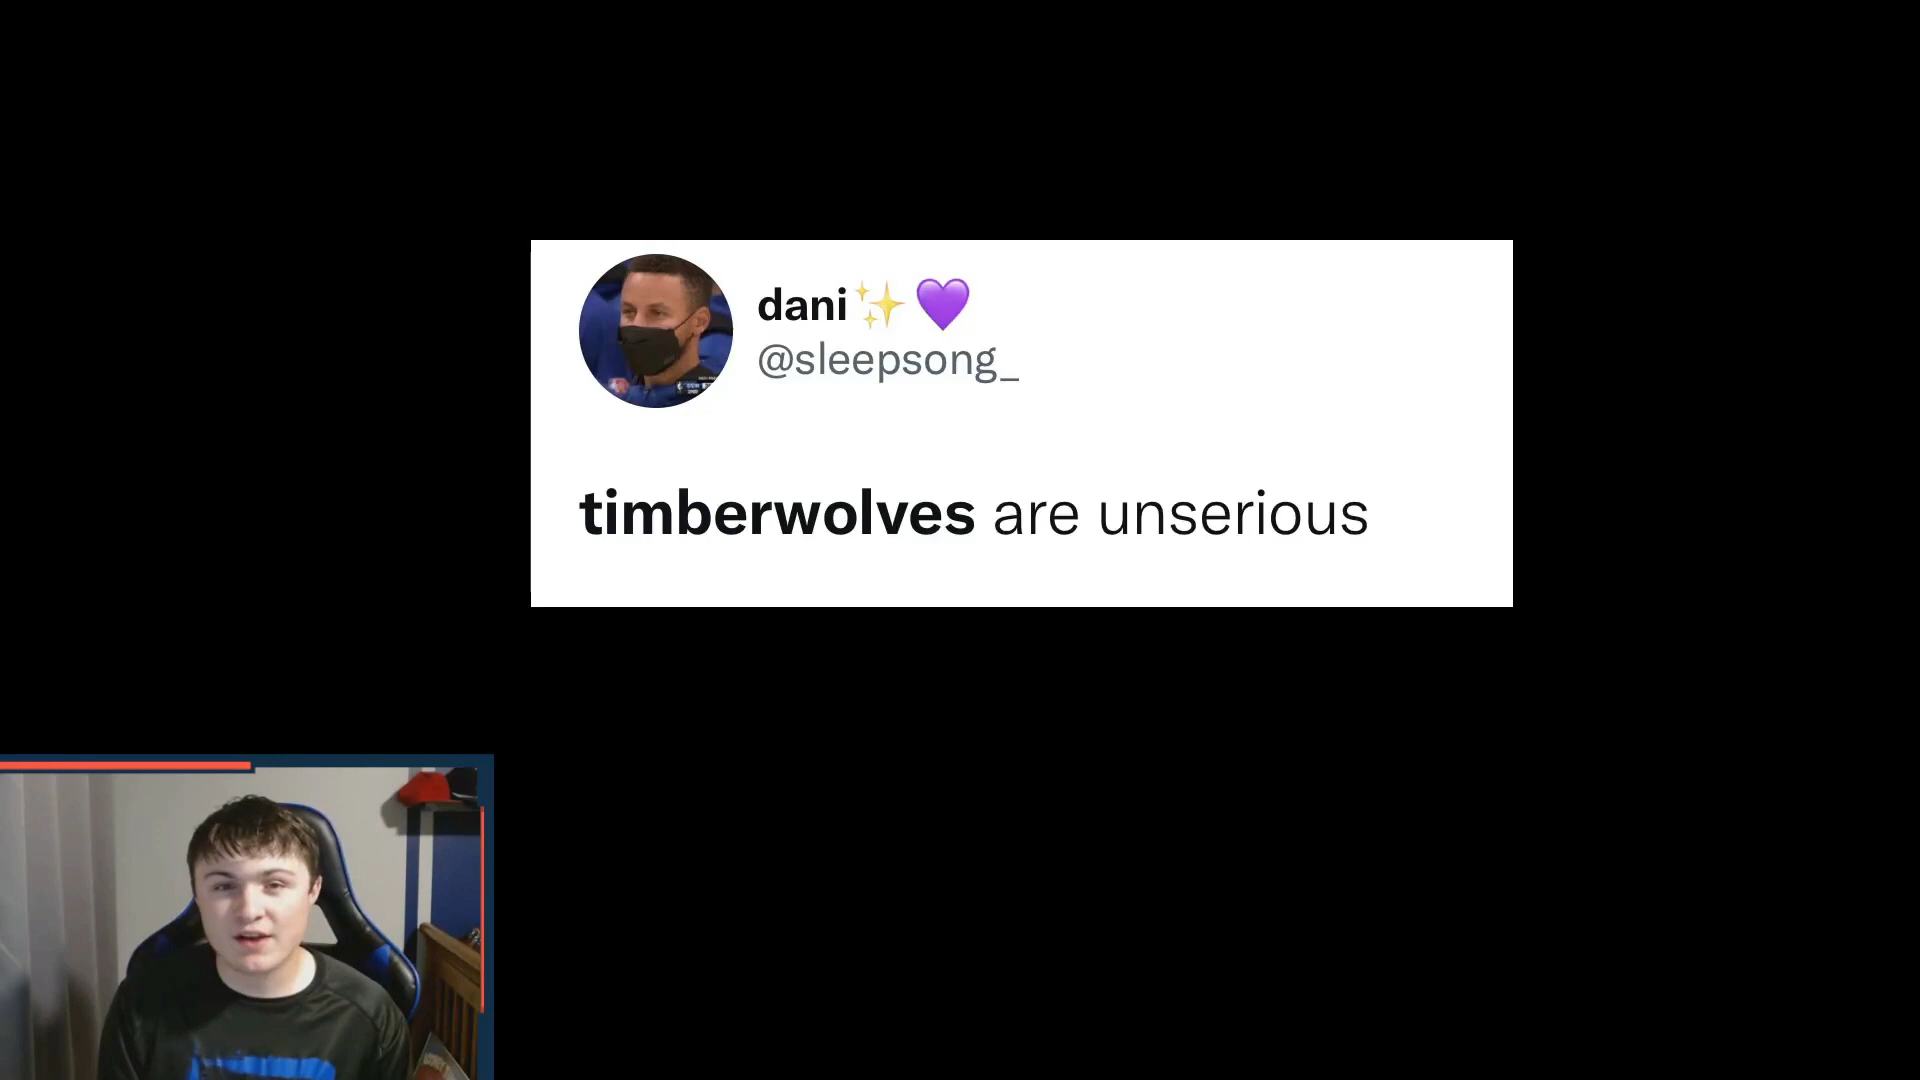 dani✨💜
@sleepsong_
timberwolves are unserious